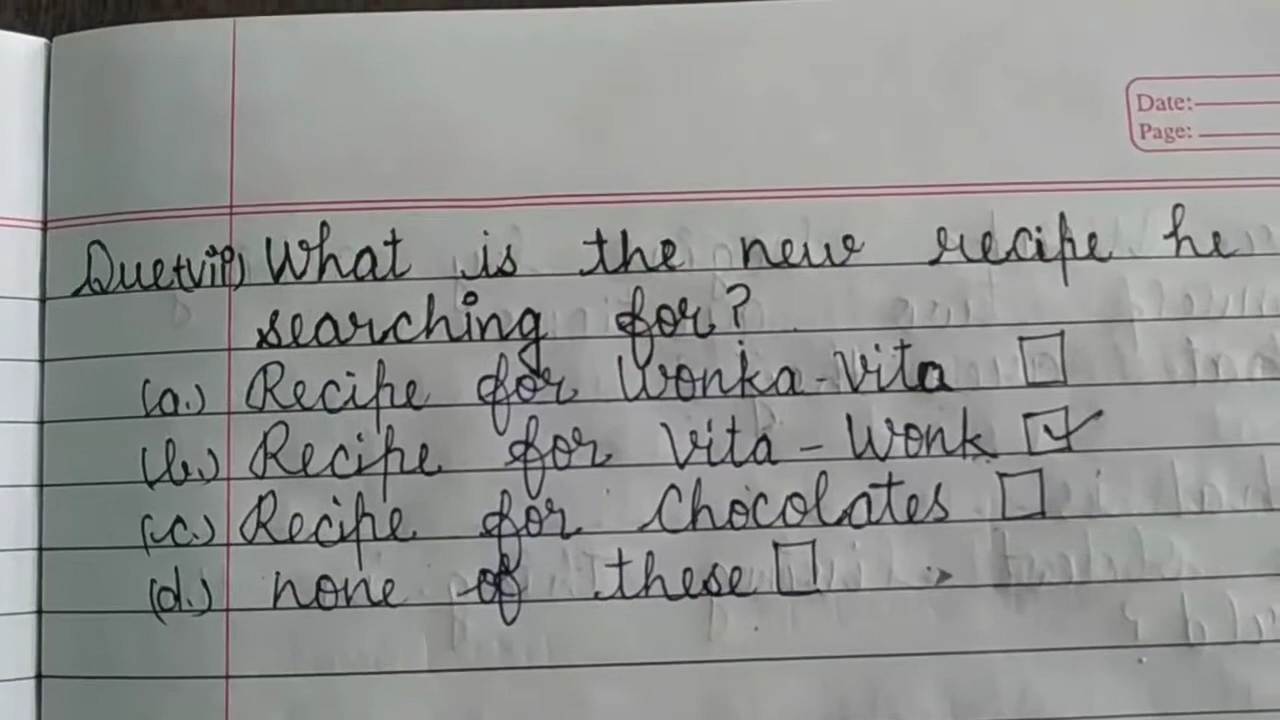 Date:
Page:
Que(vii) What is the new recipe he
searching for?
(a.) Recipe for Wonka-Vita
(b.) Recipe for Vita-Wonk
(c.) Recipe for Chocolates
(d.) none of these